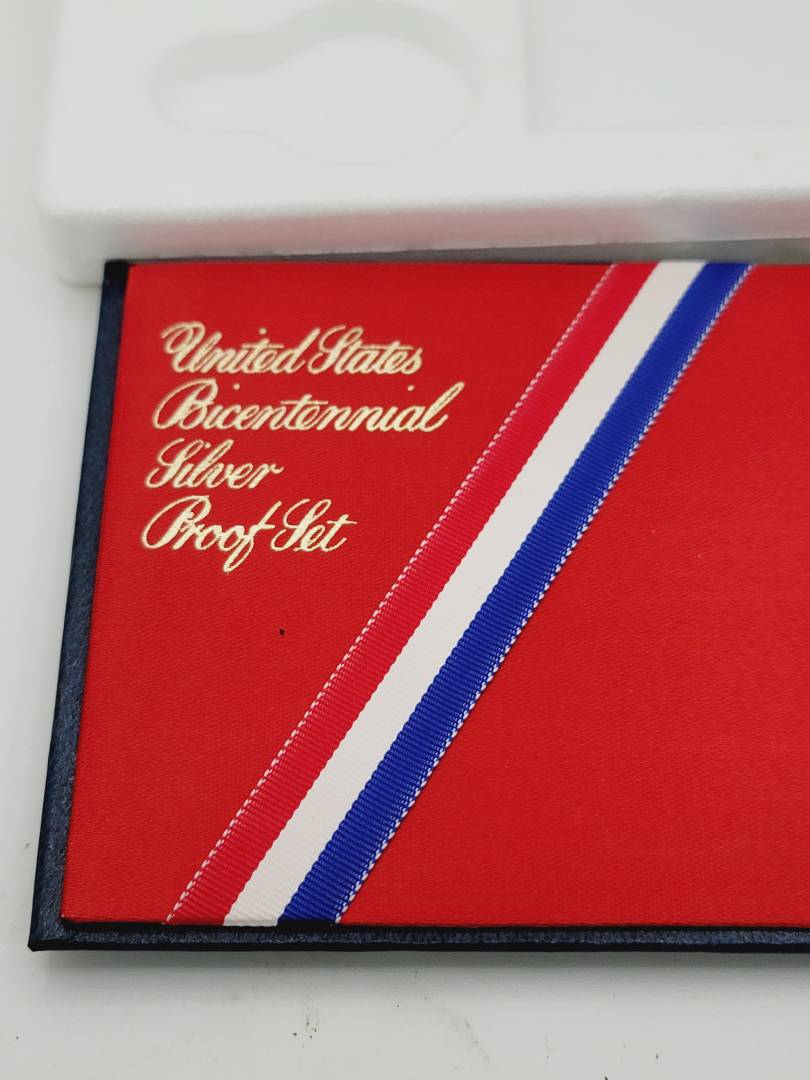 United States
Bicentennial
Silver
Proof Set